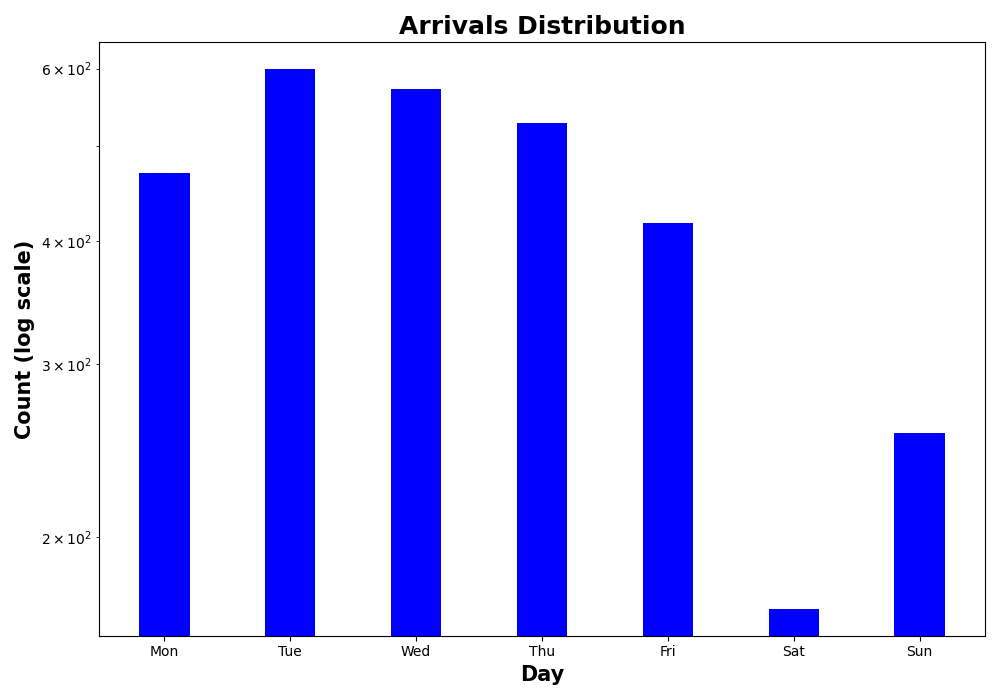 Arrivals Distribution
6 × 10²
4 × 10²
3 × 10²
2 × 10²
Count (log scale)
Mon Tue Wed Thu Fri Sat Sun
Day